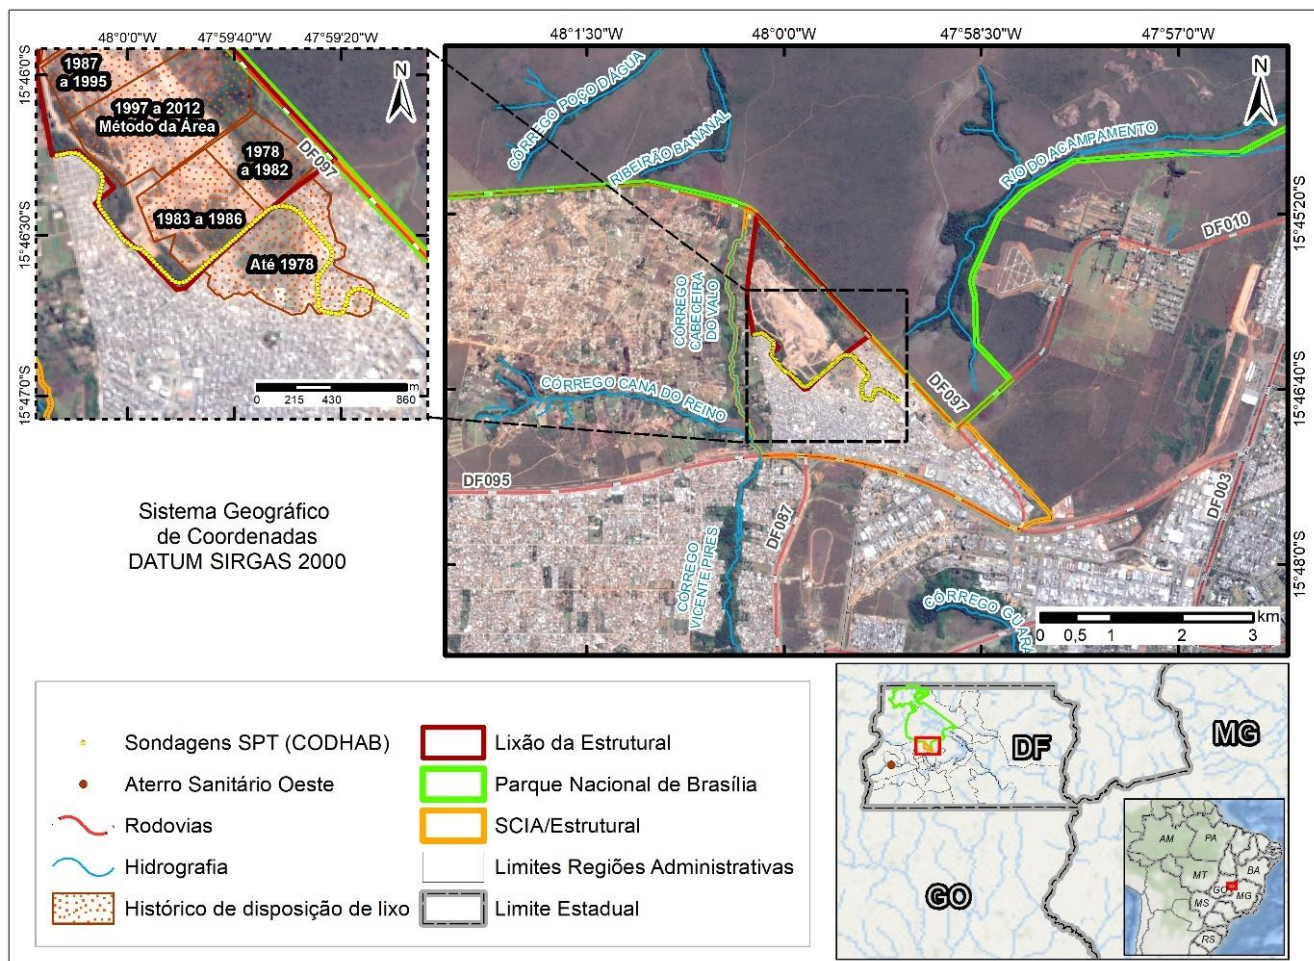 48°0'0"W
47°59'40"W
47°59'20"W
15°46'0"S
15°46'30"S
15°47'0"S
N
1987
a 1995
1997 a 2012
Método da Área
1978
a 1982
DF097
1983 a 1986
Até 1978
m
0 215 430 860
48°1'30"W
48°0'0"W
47°58'30"W
47°57'0"W
15°45'20"S
15°46'40"S
15°48'0"S
N
CÓRREGO POÇO D'ÁGUA
RIBEIRÃO BANANAL
RIO DO ACAMPAMENTO
DF010
CÓRREGO
CABECEIRA
DO VALO
CÓRREGO CANA DO REINO
DF097
DF095
DF087
DF003
CÓRREGO
VICENTE PIRES
CÓRREGO GUARÁ
km
0 0,5 1 2 3
Sistema Geográfico
de Coordenadas
DATUM SIRGAS 2000
Sondagens SPT (CODHAB)
Aterro Sanitário Oeste
Rodovias
Hidrografia
Histórico de disposição de lixo
Lixão da Estrutural
Parque Nacional de Brasília
SCIA/Estrutural
Limites Regiões Administrativas
Limite Estadual
DF
MG
GO
AM
PA
MT
BA
GO
MG
MS
RS